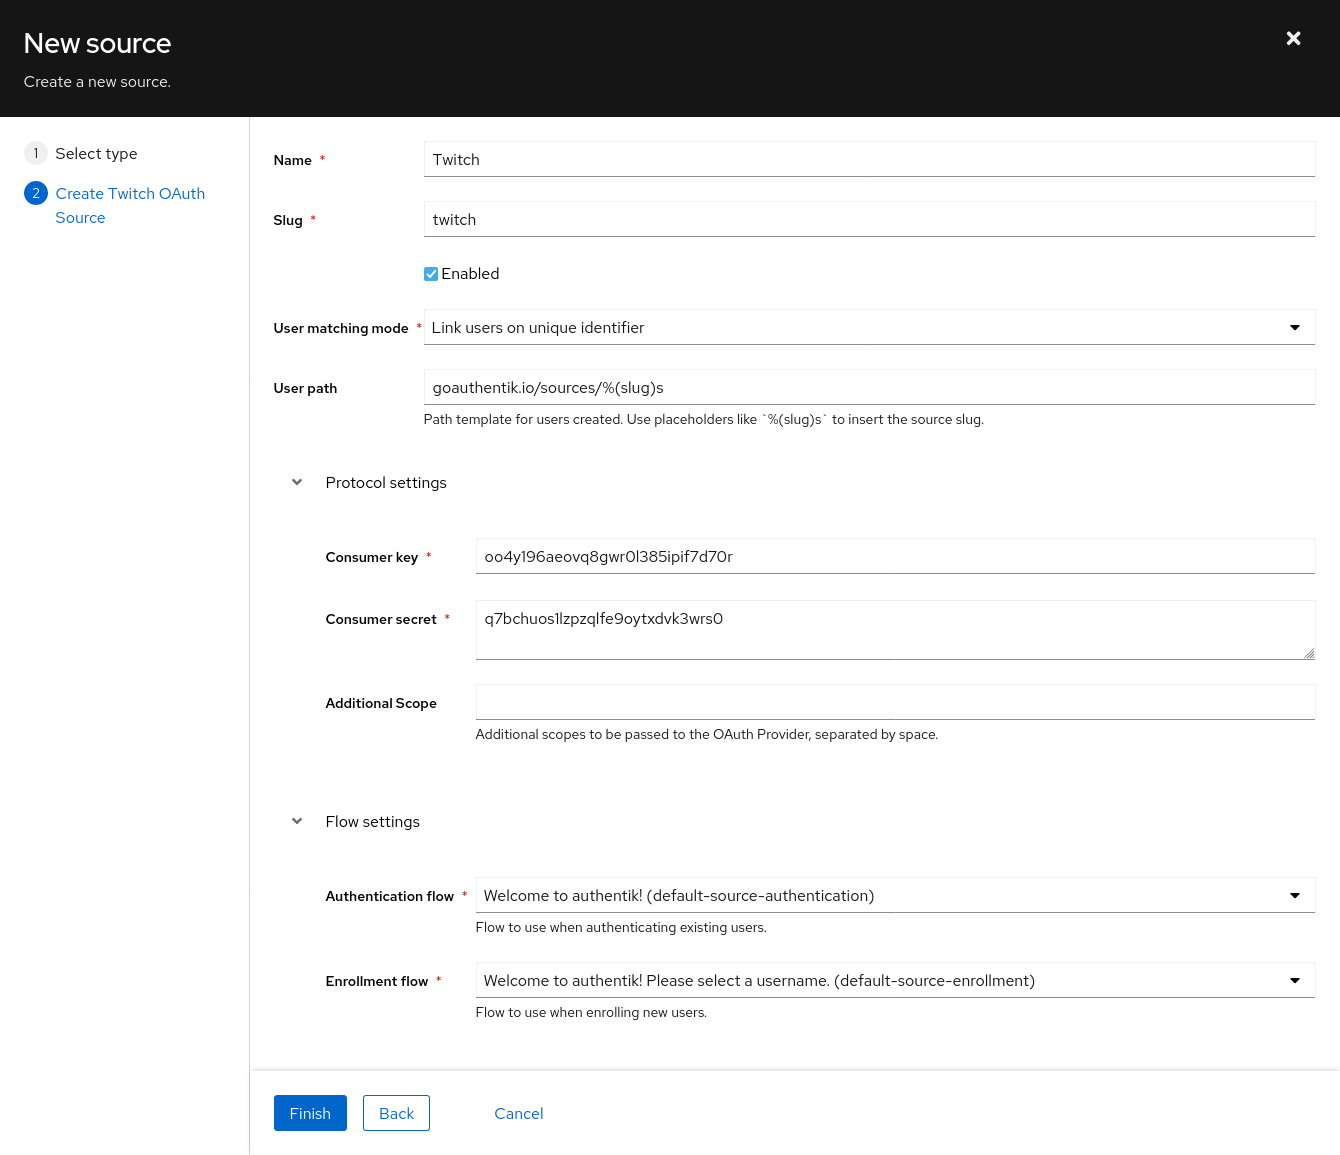 New source
Create a new source.
1 Select type
2 Create Twitch OAuth
Source
Name *
Twitch
Slug *
twitch
Enabled
User matching mode *
Link users on unique identifier
User path
goauthentik.io/sources/%(slug)s
Path template for users created. Use placeholders like `%(slug)s` to insert the source slug.
Protocol settings
Consumer key *
oo4y196aeovq8gwr0l385ipif7d70r
Consumer secret *
q7bchuos1lzpzqlfe9oytxdvk3wrs0
Additional Scope
Additional scopes to be passed to the OAuth Provider, separated by space.
Flow settings
Authentication flow *
Welcome to authentik! (default-source-authentication)
Flow to use when authenticating existing users.
Enrollment flow *
Welcome to authentik! Please select a username. (default-source-enrollment)
Flow to use when enrolling new users.
Finish
Back
Cancel